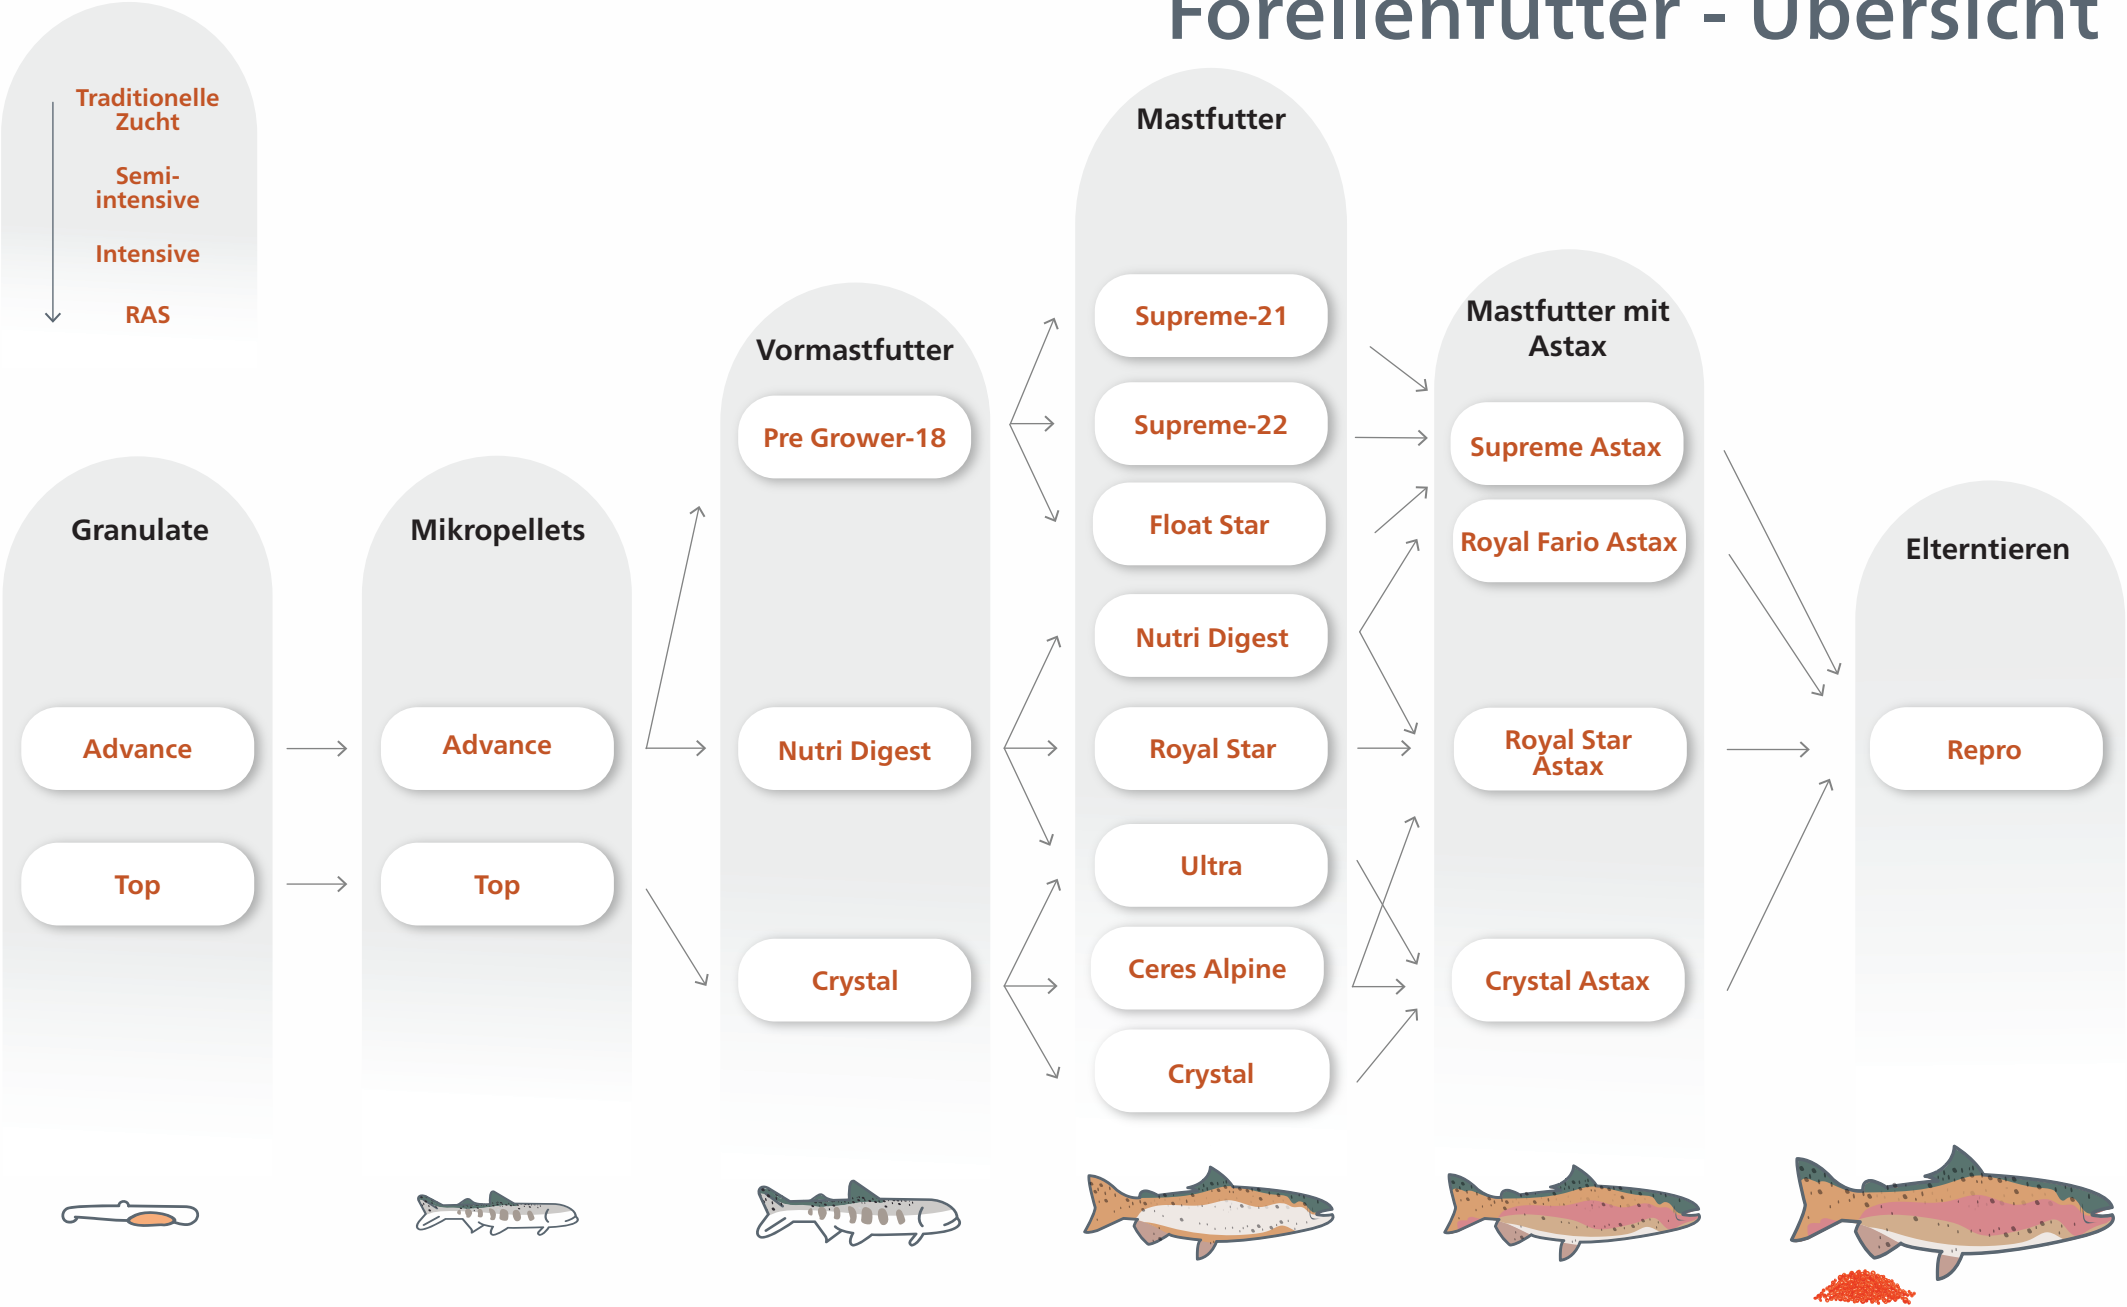 Forellenfutter - Übersicht
Traditionelle
Zucht
Semi-
intensive
Intensive
RAS
Granulate
Advance
Top
Mikropellets
Advance
Top
Vormastfutter
Pre Grower-18
Nutri Digest
Crystal
Mastfutter
Supreme-21
Supreme-22
Float Star
Nutri Digest
Royal Star
Ultra
Ceres Alpine
Crystal
Mastfutter mit
Astax
Supreme Astax
Royal Fario Astax
Royal Star
Astax
Crystal Astax
Elterntieren
Repro